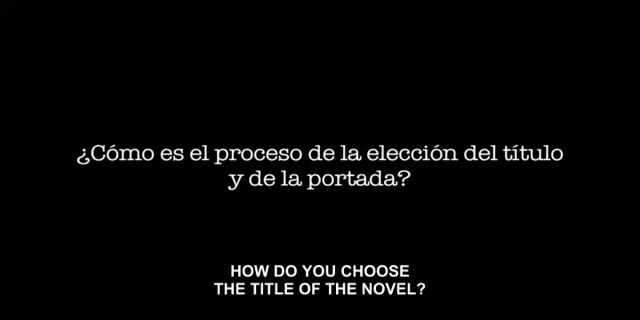 ¿Cómo es el proceso de la elección del título
y de la portada?
HOW DO YOU CHOOSE
THE TITLE OF THE NOVEL?